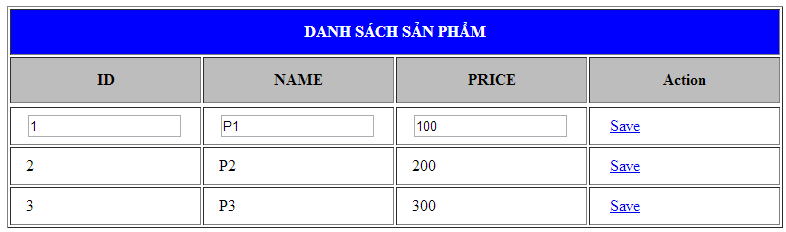 DANH SÁCH SẢN PHẨM
ID NAME PRICE Action
1 P1 100 Save
2 P2 200 Save
3 P3 300 Save